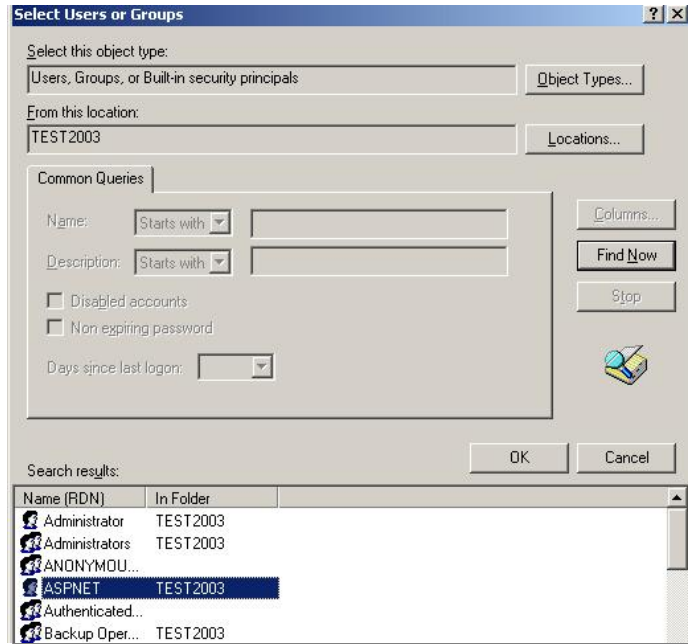 Select Users or Groups
Select this object type:
Users, Groups, or Built-in security principals
Object Types...
From this location:
TEST2003
Locations...
Common Queries
Name:
Starts with
Columns...
Description:
Starts with
Find Now
Disabled accounts
Stop
Non expiring password
Days since last logon:
OK
Cancel
Search results:
Name (RDN) In Folder
Administrator TEST2003
Administrators TEST2003
ANONYMOU...
ASPNET TEST2003
Authenticated...
Backup Oper... TEST2003